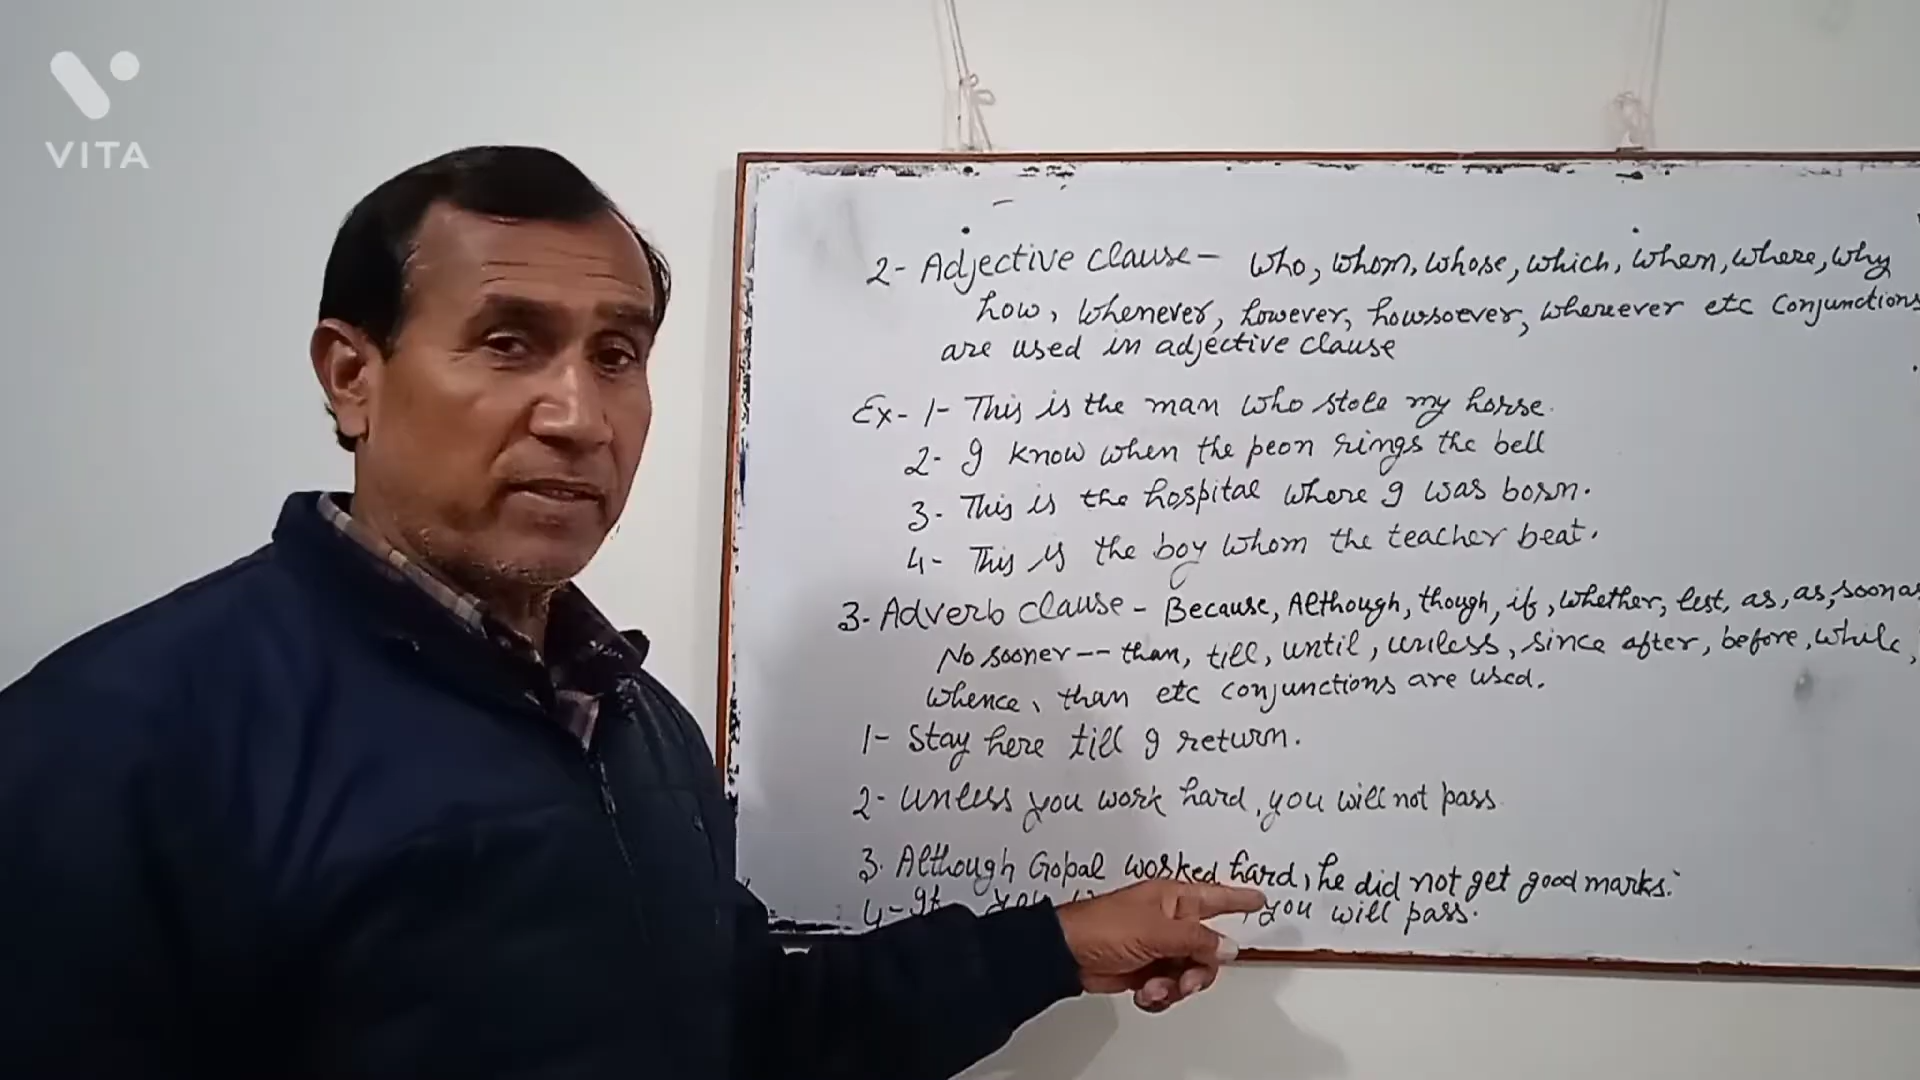 VITA
2- Adjective clause- who, whom, whose, which, when, where, why
how, whenever, however, howsoever, whereever etc conjunctions
are used in adjective clause
Ex- 1- This is the man who stole my horse.
2- I know when the peon rings the bell
3- This is the hospital where I was born.
4- This is the boy whom the teacher beat.
3- Adverb clause- Because, Although, though, if, whether, lest, as, as, soon as
No sooner -- than, till, until, unless, since after, before, while,
whence, than etc conjunctions are used.
1- Stay here till I return.
2- unless you work hard, you will not pass
3. Although Gopal worked hard, he did not get good marks.
4- If you , you will pass.